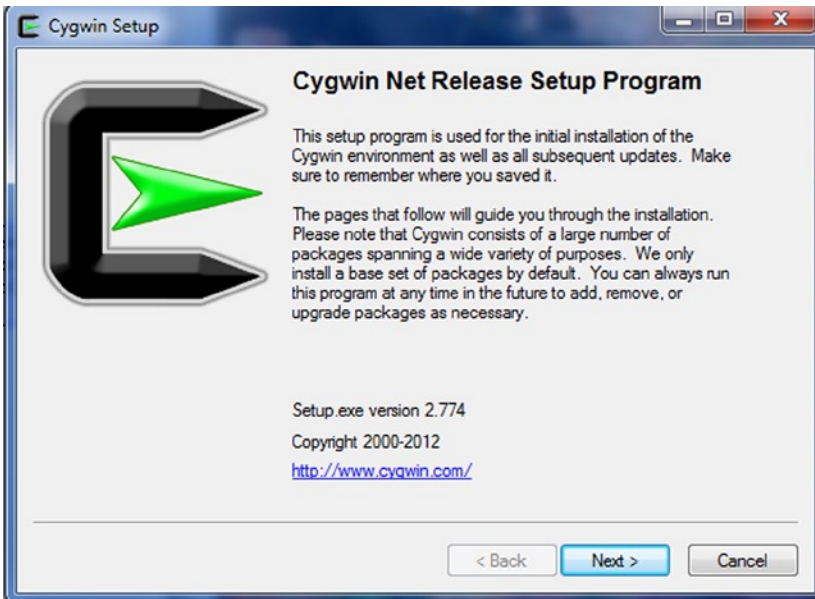 Cygwin Setup
Cygwin Net Release Setup Program
This setup program is used for the initial installation of the
Cygwin environment as well as all subsequent updates.  Make
sure to remember where you saved it.
The pages that follow will guide you through the installation.
Please note that Cygwin consists of a large number of
packages spanning a wide variety of purposes.  We only
install a base set of packages by default.  You can always run
this program at any time in the future to add, remove, or
upgrade packages as necessary.
Setup.exe version 2.774
Copyright 2000-2012
http://www.cygwin.com/
< Back
Next >
Cancel